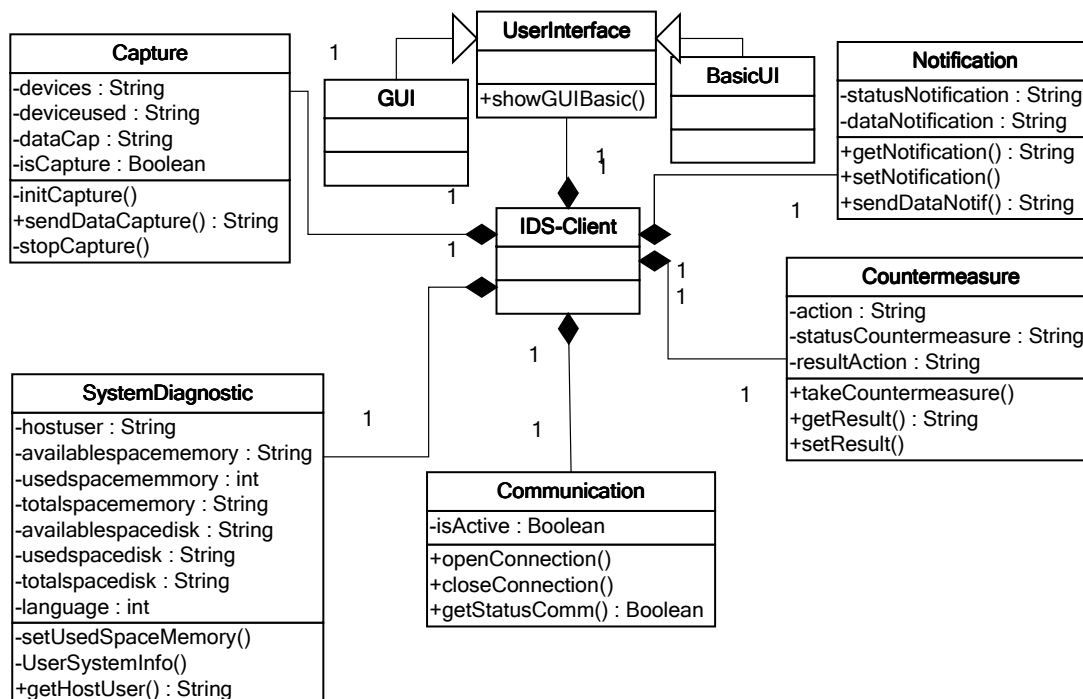 Capture
-devices : String
-deviceused : String
-dataCap : String
-isCapture : Boolean
-initCapture()
+sendDataCapture() : String
-stopCapture()
1
GUI
UserInterface
+showGUIBasic()
BasicUI
Notification
-statusNotification : String
-dataNotification : String
+getNotification() : String
+setNotification()
+sendDataNotif() : String
1
1
1
1
IDS-Client
1
1
1
1
Countermeasure
-action : String
-statusCountermeasure : String
-resultAction : String
+takeCountermeasure()
+getResult() : String
+setResult()
1
1
SystemDiagnostic
-hostuser : String
-availablespacememory : String
-usedspacememmory : int
-totalspacememory : String
-availablespacedisk : String
-usedspacedisk : String
-totalspacedisk : String
-language : int
-setUsedSpaceMemory()
-UserSystemInfo()
+getHostUser() : String
1
1
Communication
-isActive : Boolean
+openConnection()
+closeConnection()
+getStatusComm() : Boolean